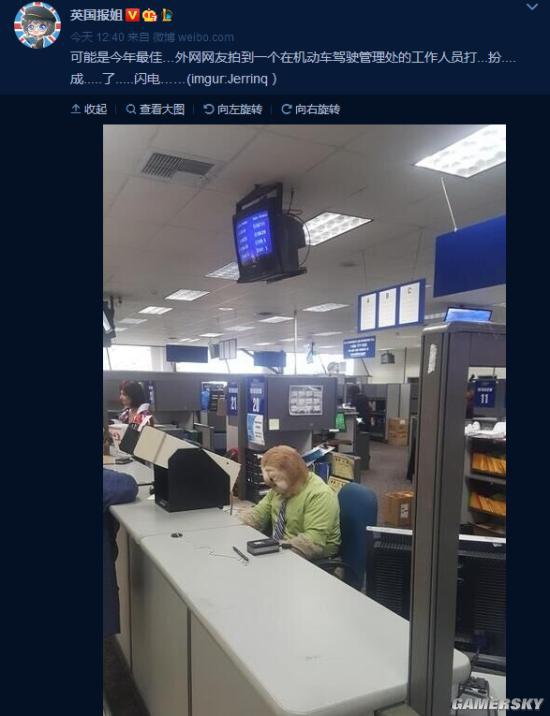 英国报姐 V
今天 12:40 来自 微博 weibo.com
可能是今年最佳…外网网友拍到一个在机动车驾驶管理处的工作人员打...扮....
成.....了.....闪电……(imgur:Jerrinq )
收起 查看大图 向左旋转 向右旋转
A B C
21 20 11
GAMERSKY